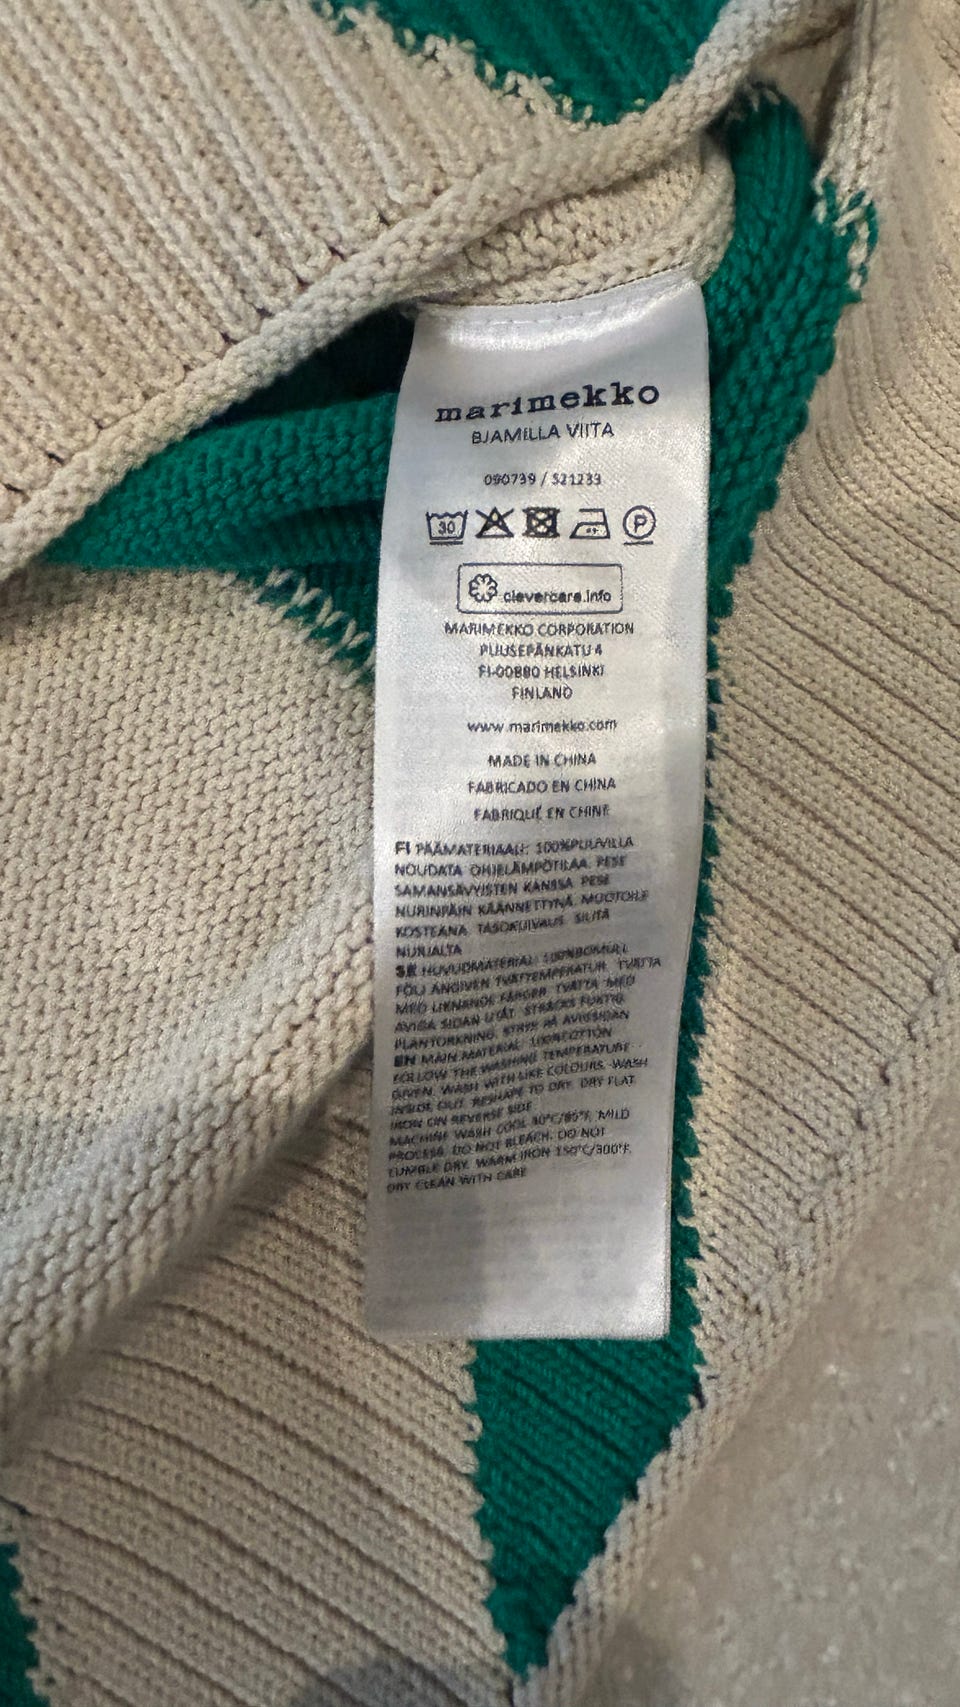 marimekko
BJAMILLA VIITA
090739 / 521233
30
P
clevercare.info
MARIMEKKO CORPORATION
PUUSEPÄNKATU 4
FI-00880 HELSINKI
FINLAND
www.marimekko.com
MADE IN CHINA
FABRICADO EN CHINA
FABRIQUÉ EN CHINE
FI PÄÄMATERIAALI: 100%PUUVILLA
NOUDATA OHJELÄMPÖTILAA. PESE
SAMANSÄVYISTEN KANSSA. PESE
NURINPÄIN KÄÄNNETTYNÄ. MUOTOILE
KOSTEANA. TASOKUIVAUS. SILITÄ
NURJALTA
SE HUVUDMATERIAL: 100%BOMULL
FÖLJ ANGIVEN TVÄTTEMPERATUR. TVÄTTA
MED LIKNANDE FÄRGER. TVÄTTA MED
AVIGA SIDAN UTÅT. STRÄCKS FUKTIG.
PLANTORKNING. STRYK PÅ AVIGSIDAN
EN MAIN MATERIAL: 100%COTTON
FOLLOW THE WASHING TEMPERATURE
GIVEN. WASH WITH LIKE COLOURS. WASH
INSIDE OUT. RESHAPE TO DRY. DRY FLAT.
IRON ON REVERSE SIDE
MACHINE WASH COOL 30°C/85°F, MILD
PROCESS. DO NOT BLEACH. DO NOT
TUMBLE DRY. WARM IRON 150°C/300°F.
DRY CLEAN WITH CARE